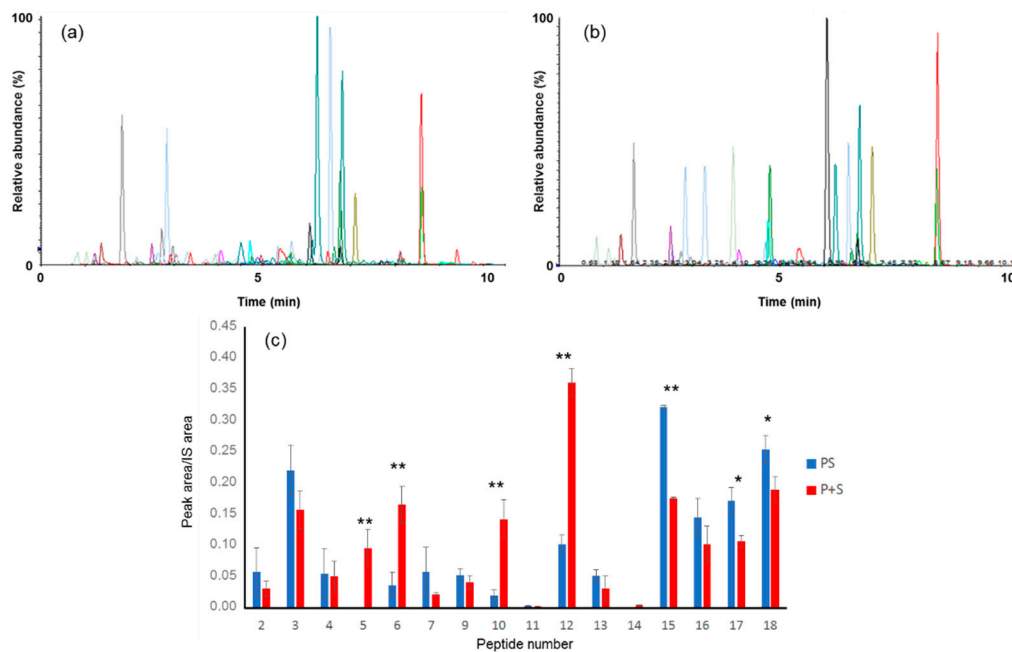 100
(a)
Relative abundance (%)
0
0
5
10
Time (min)
100
(b)
Relative abundance (%)
0
0
5
10
Time (min)
(c)
0.45
0.40
0.35
0.30
0.25
0.20
0.15
0.10
0.05
0.00
Peak area/IS area
** ** ** ** ** * *
PS
P+S
2 3 4 5 6 7 9 10 11 12 13 14 15 16 17 18
Peptide number